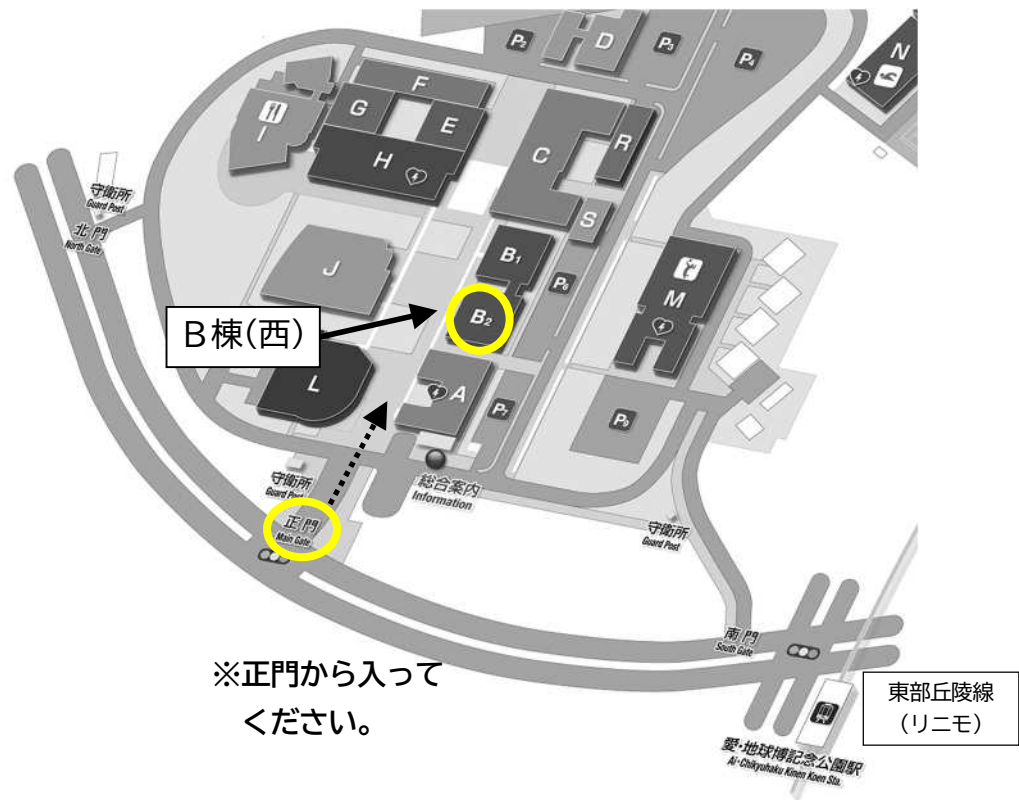 P2
D
P3
P4
N
F
G
E
I
H
C
R
S
守衛所
Guard Post
北門
North Gate
J
B1
P6
M
B棟(西)
B2
L
A
P7
P9
守衛所
Guard Post
総合案内
Information
正門
Main Gate
守衛所
Guard Post
南門
South Gate
※正門から入って
ください。
東部丘陵線
(リニモ)
愛・地球博記念公園駅
Ai・Chikyuhaku Kinen Koen Sta.